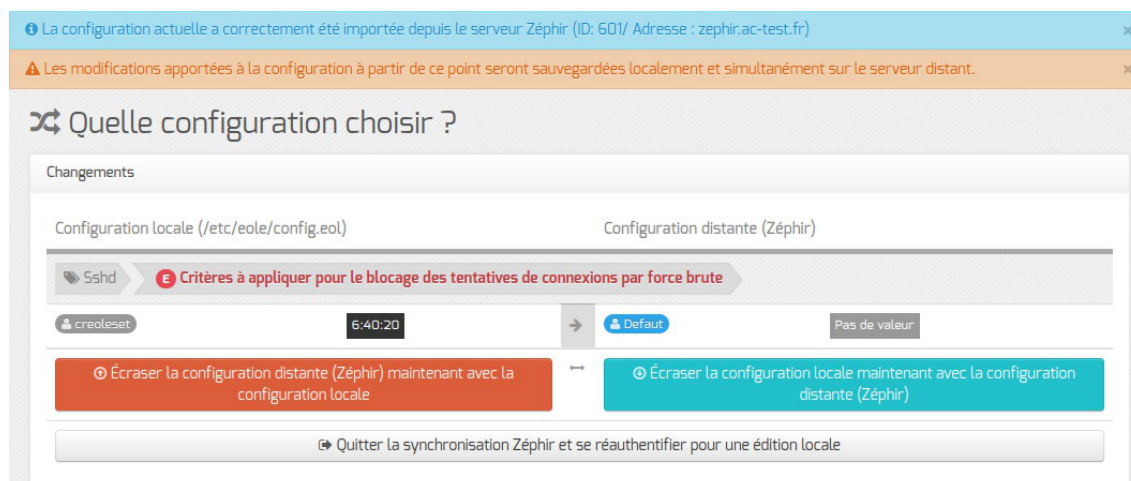 La configuration actuelle a correctement été importée depuis le serveur Zéphir (ID: 601/ Adresse : zephir.ac-test.fr)
×
Les modifications apportées à la configuration à partir de ce point seront sauvegardées localement et simultanément sur le serveur distant.
×
Quelle configuration choisir ?
Changements
Configuration locale (/etc/eole/config.eol)
Configuration distante (Zéphir)
Sshd
E Critères à appliquer pour le blocage des tentatives de connexions par force brute
creoleset
6:40:20
Defaut
Pas de valeur
Écraser la configuration distante (Zéphir) maintenant avec la
configuration locale
Écraser la configuration locale maintenant avec la configuration
distante (Zéphir)
Quitter la synchronisation Zéphir et se réauthentifier pour une édition locale